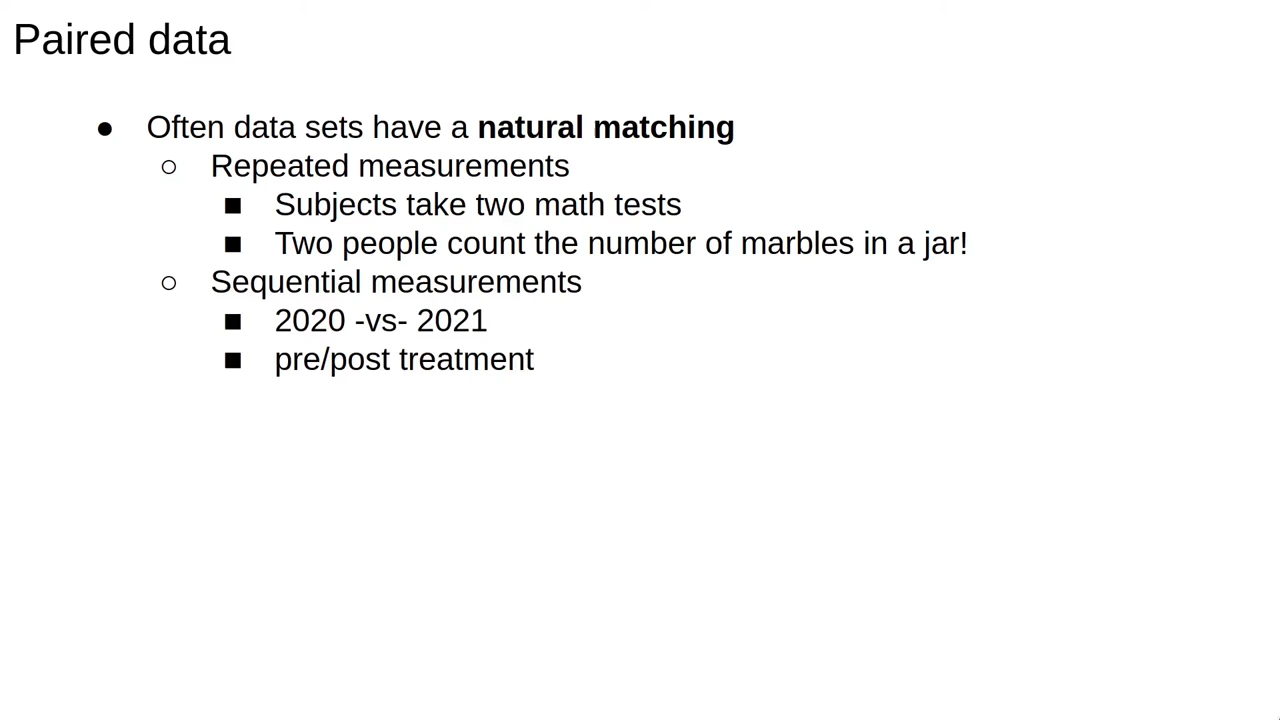 Paired data
● Often data sets have a natural matching
○ Repeated measurements
■ Subjects take two math tests
■ Two people count the number of marbles in a jar!
○ Sequential measurements
■ 2020 -vs- 2021
■ pre/post treatment